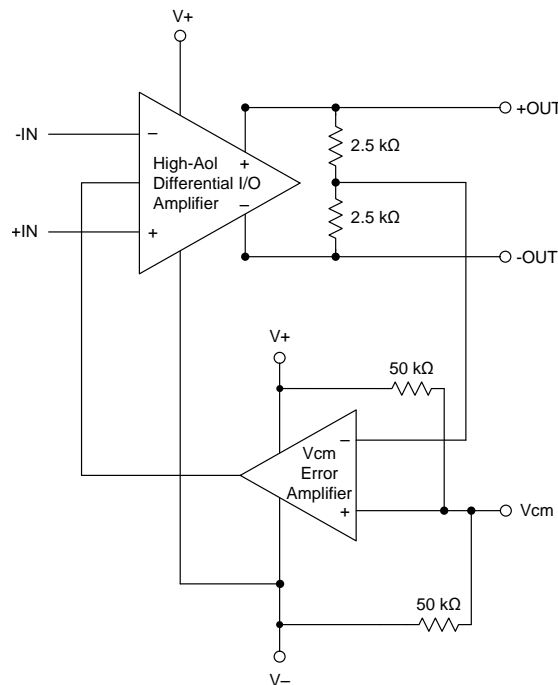 V+
+OUT
-IN
–
2.5 kΩ
High-Aol
Differential I/O
Amplifier
+
–
2.5 kΩ
+IN
+
-OUT
V+
50 kΩ
–
Vcm
Error
Amplifier
+
Vcm
50 kΩ
V–